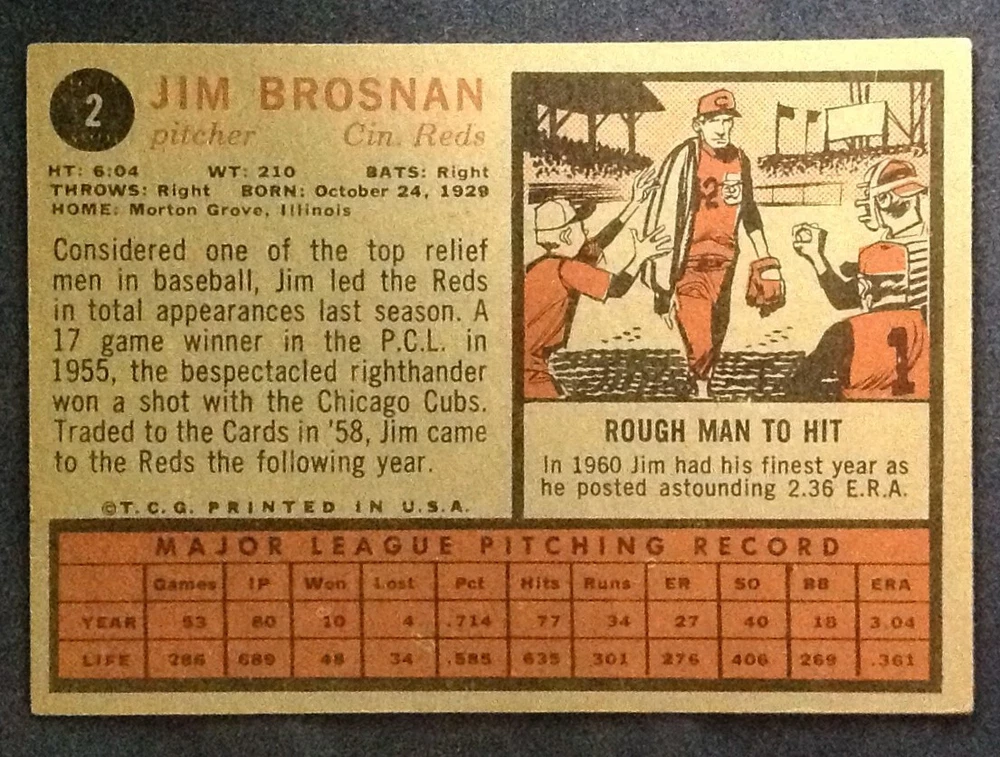 2
JIM BROSNAN
pitcher Cin. Reds
HT: 6:04 WT: 210 BATS: Right
THROWS: Right BORN: October 24, 1929
HOME: Morton Grove, Illinois
Considered one of the top relief
men in baseball, Jim led the Reds
in total appearances last season. A
17 game winner in the P.C.L. in
1955, the bespectacled righthander
won a shot with the Chicago Cubs.
Traded to the Cards in '58, Jim came
to the Reds the following year.
©T.C.G. PRINTED IN U.S.A.
C
2
1
ROUGH MAN TO HIT
In 1960 Jim had his finest year as
he posted astounding 2.36 E.R.A.
MAJOR LEAGUE PITCHING RECORD
Games IP Won Lost Pct Hits Runs ER SO BB ERA
YEAR 53 80 10 4 .714 77 34 27 40 18 3.04
LIFE 286 689 48 34 .585 635 301 276 406 269 .361